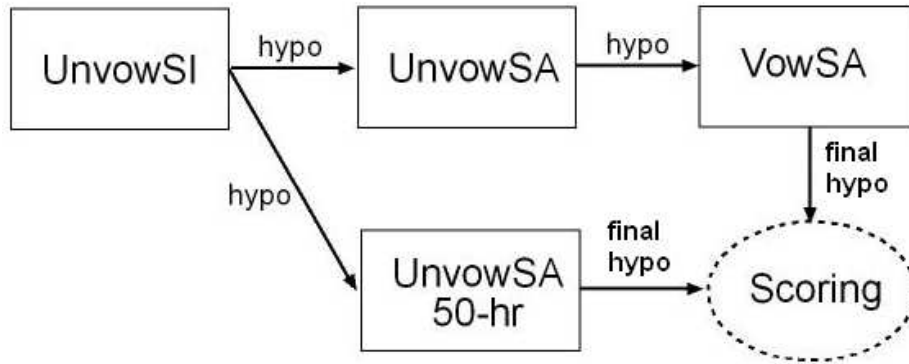 UnvowSI
hypo
UnvowSA
hypo
VowSA
final
hypo
hypo
UnvowSA
50-hr
final
hypo
Scoring